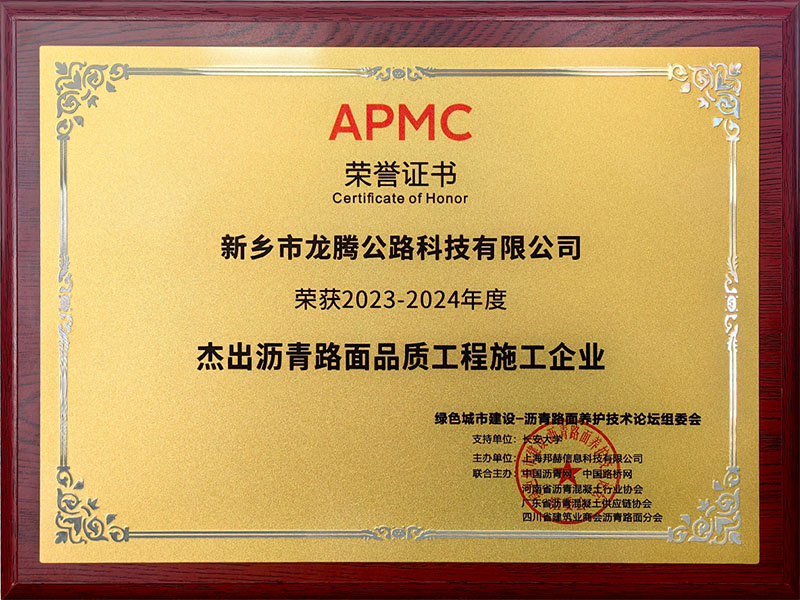 APMC
荣誉证书
Certificate of Honor
新乡市龙腾公路科技有限公司
荣获2023-2024年度
杰出沥青路面品质工程施工企业
绿色城市建设-沥青路面养护技术论坛组委会
支持单位：长安大学
主办单位：上海邦赫信息科技有限公司
联合主办：中国沥青网、中国路桥网
河南省沥青混凝土行业协会
广东省沥青混凝土供应链协会
四川省建筑业商会沥青路面分会